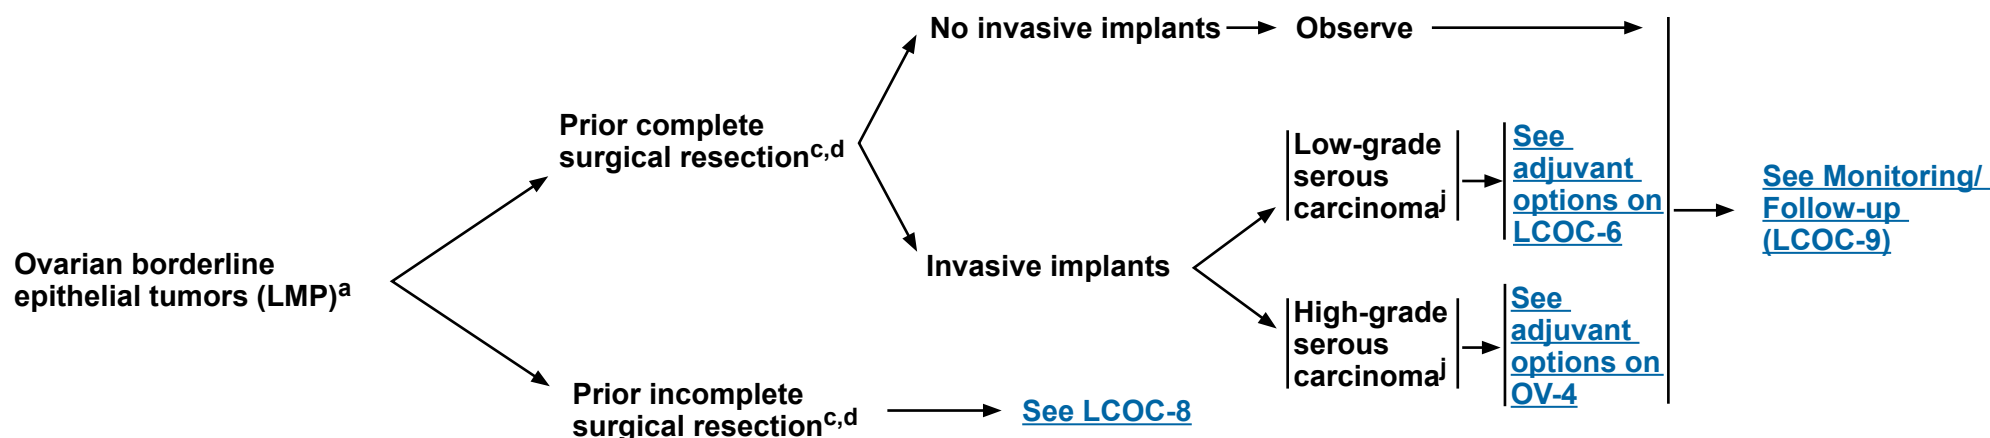 No invasive implants
Observe
Prior complete
surgical resectionc,d
Low-grade
serous
carcinomaj
See
adjuvant
options on
LCOC-6
See Monitoring/
Follow-up
(LCOC-9)
Ovarian borderline
epithelial tumors (LMP)a
Invasive implants
High-grade
serous
carcinomaj
See
adjuvant
options on
OV-4
Prior incomplete
surgical resectionc,d
See LCOC-8